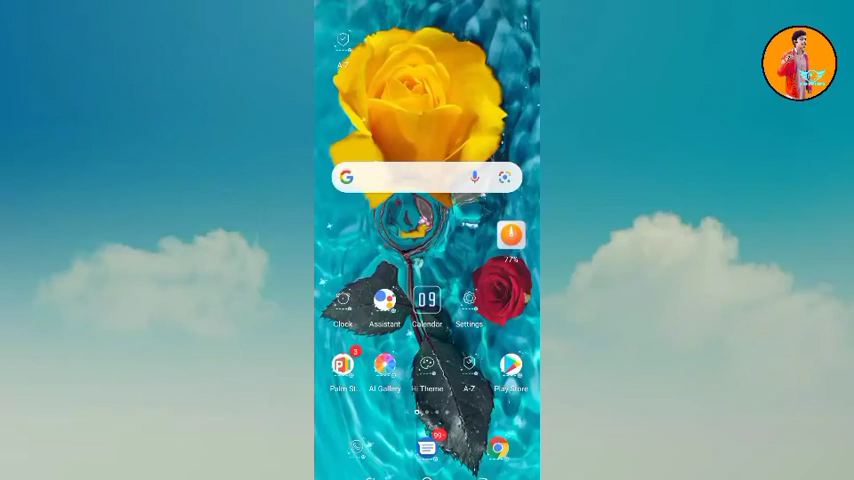 A-Z
77%
09
Clock
Assistant
Calendar
Settings
3
Palm St...
AI Gallery
Hi Theme
A-Z
Play Store
99+